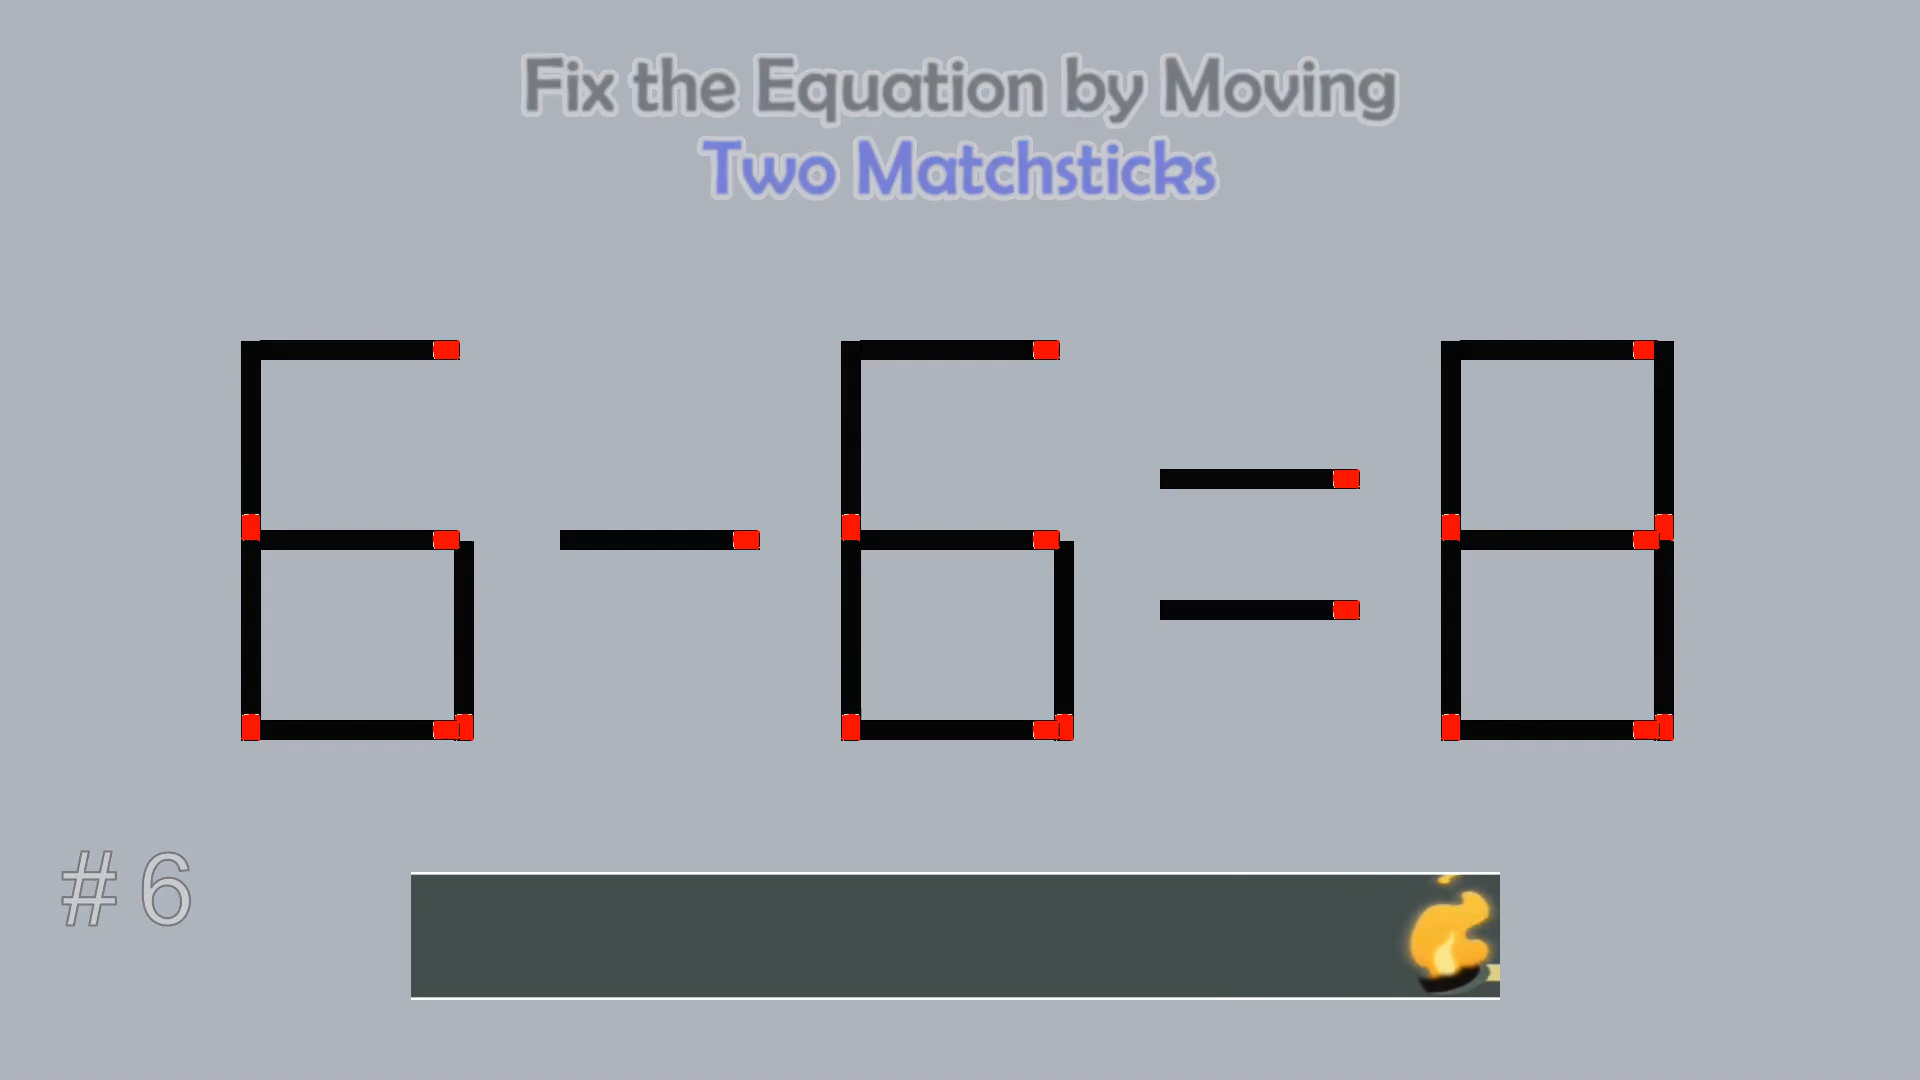 Fix the Equation by Moving
Two Matchsticks
6 - 6 = 8
# 6